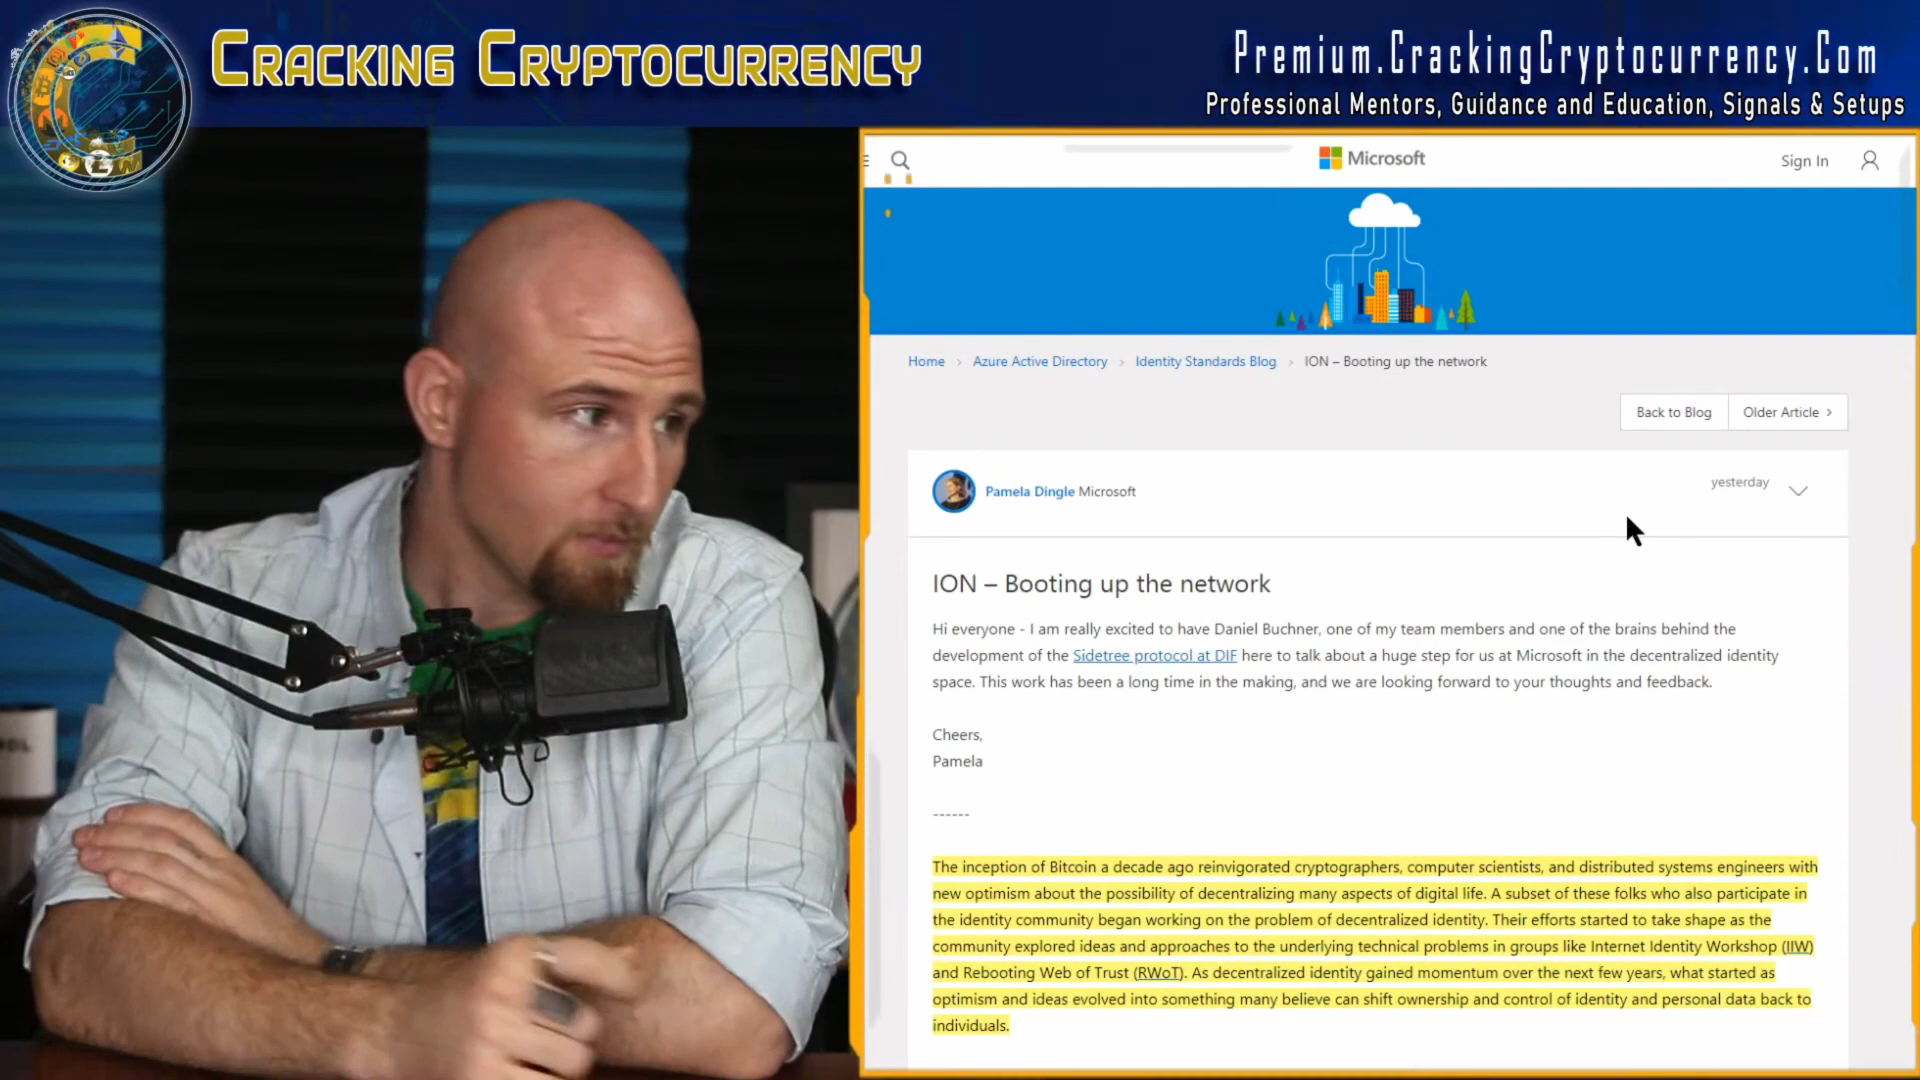 Cracking Cryptocurrency
Premium.CrackingCryptocurrency.Com
Professional Mentors, Guidance and Education, Signals & Setups
Microsoft
Sign In
Home > Azure Active Directory > Identity Standards Blog > ION – Booting up the network
Back to Blog
Older Article >
Pamela Dingle Microsoft
yesterday
ION – Booting up the network
Hi everyone - I am really excited to have Daniel Buchner, one of my team members and one of the brains behind the
development of the Sidetree protocol at DIF here to talk about a huge step for us at Microsoft in the decentralized identity
space. This work has been a long time in the making, and we are looking forward to your thoughts and feedback.
Cheers,
Pamela
------
The inception of Bitcoin a decade ago reinvigorated cryptographers, computer scientists, and distributed systems engineers with
new optimism about the possibility of decentralizing many aspects of digital life. A subset of these folks who also participate in
the identity community began working on the problem of decentralized identity. Their efforts started to take shape as the
community explored ideas and approaches to the underlying technical problems in groups like Internet Identity Workshop (IIW)
and Rebooting Web of Trust (RWoT). As decentralized identity gained momentum over the next few years, what started as
optimism and ideas evolved into something many believe can shift ownership and control of identity and personal data back to
individuals.